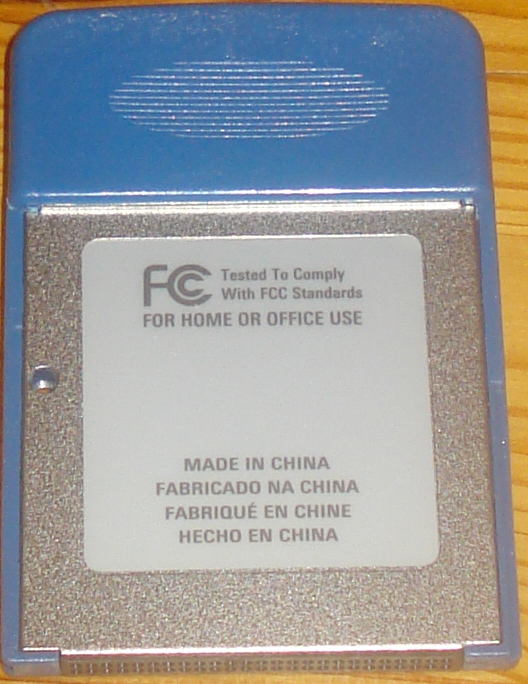 FC Tested To Comply
With FCC Standards
FOR HOME OR OFFICE USE
MADE IN CHINA
FABRICADO NA CHINA
FABRIQUÉ EN CHINE
HECHO EN CHINA